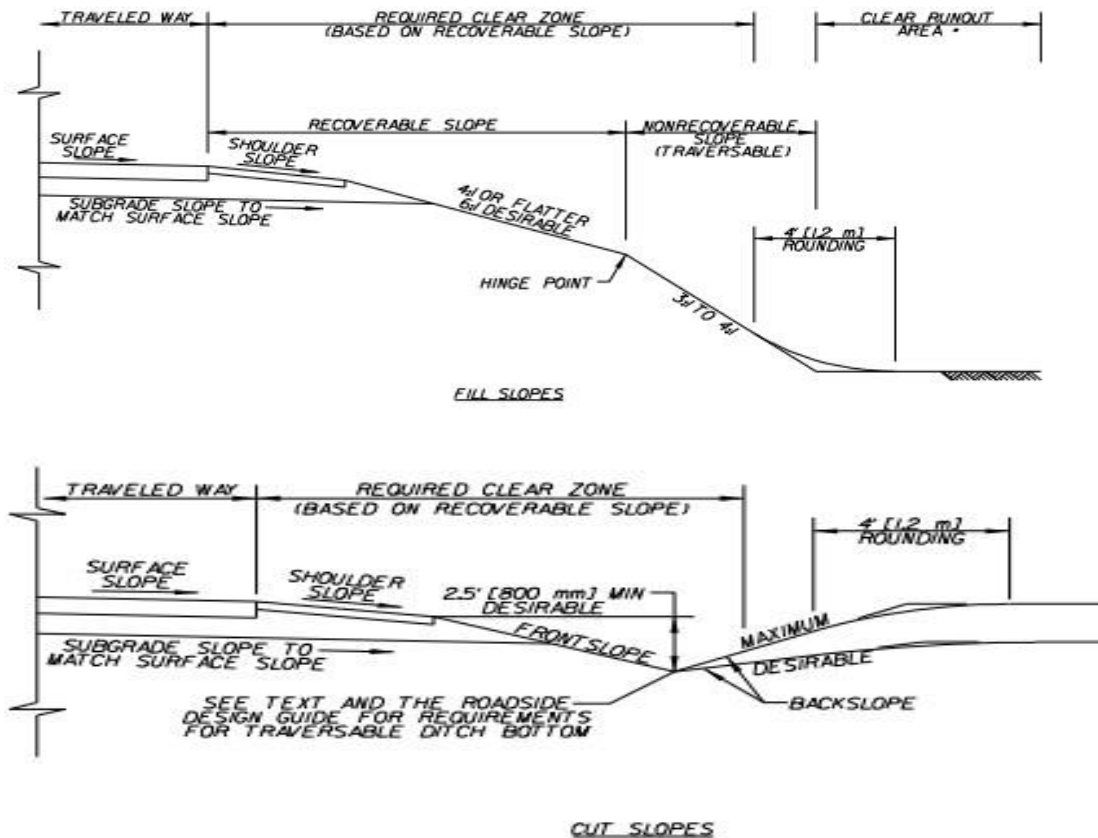 TRAVELED WAY
REQUIRED CLEAR ZONE
(BASED ON RECOVERABLE SLOPE)
CLEAR RUNOUT
AREA *
RECOVERABLE SLOPE
NONRECOVERABLE
SLOPE
(TRAVERSABLE)
SURFACE
SLOPE
SHOULDER
SLOPE
SUBGRADE SLOPE TO
MATCH SURFACE SLOPE
4:1 OR FLATTER
6:1 DESIRABLE
4' [1.2 m]
ROUNDING
HINGE POINT
3:1 TO 4:1
FILL SLOPES
TRAVELED WAY
REQUIRED CLEAR ZONE
(BASED ON RECOVERABLE SLOPE)
4' [1.2 m]
ROUNDING
SURFACE
SLOPE
SHOULDER
SLOPE
2.5' [800 mm] MIN
DESIRABLE
FRONTSLOPE
MAXIMUM
DESIRABLE
SUBGRADE SLOPE TO
MATCH SURFACE SLOPE
BACKSLOPE
SEE TEXT AND THE ROADSIDE
DESIGN GUIDE FOR REQUIREMENTS
FOR TRAVERSABLE DITCH BOTTOM
CUT SLOPES